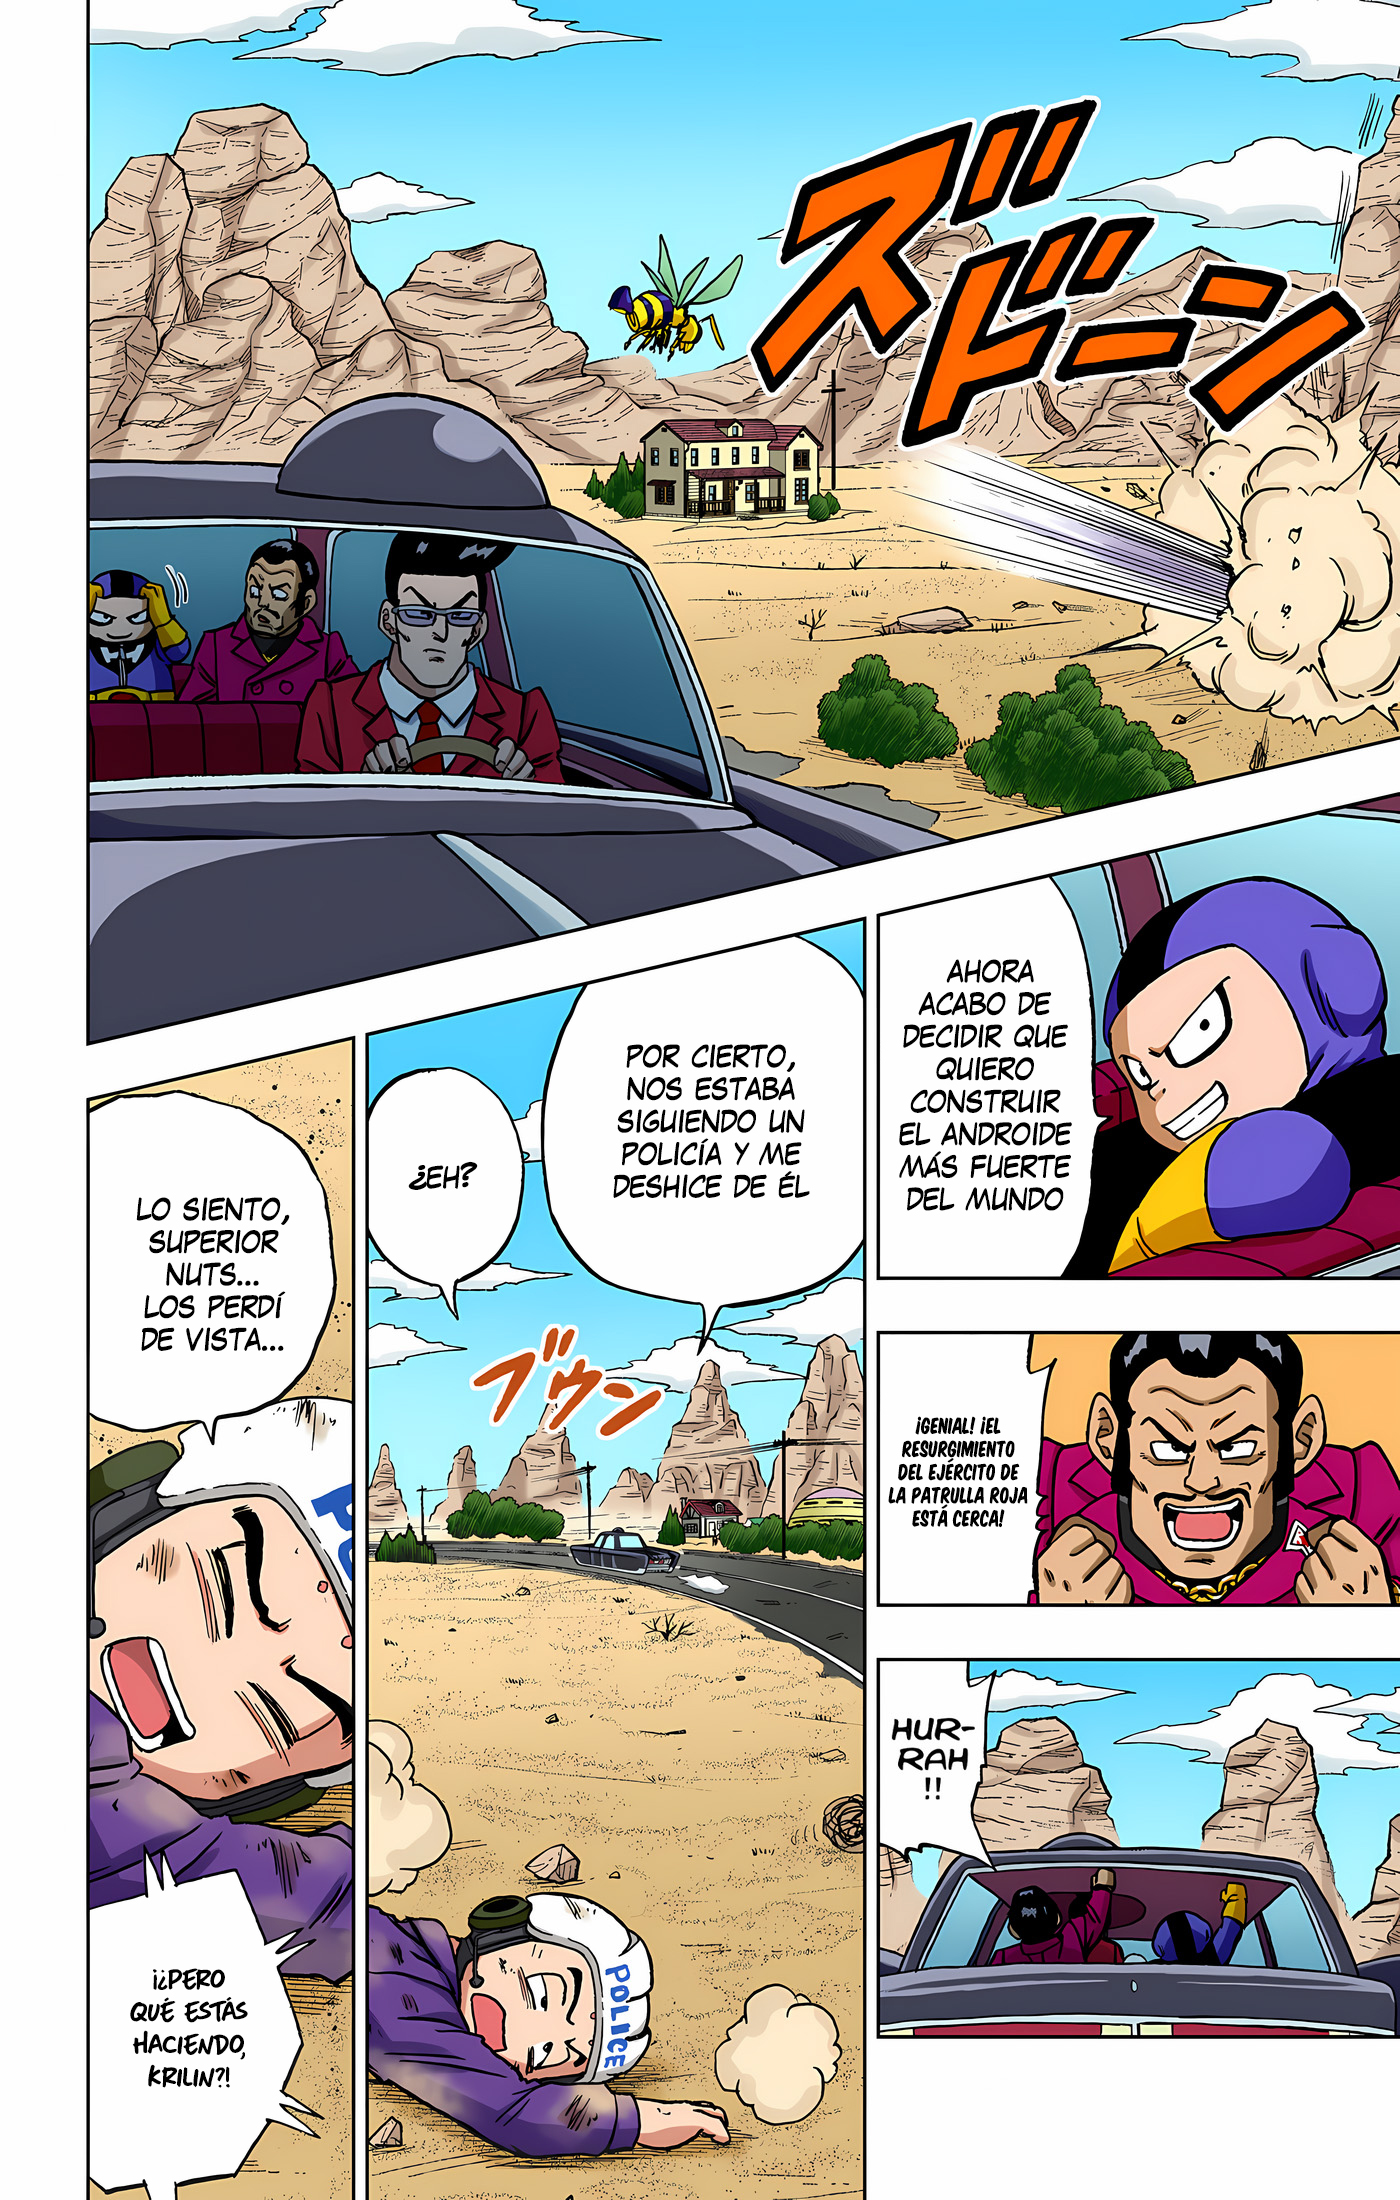 ズドーン
AHORA
ACABO DE
DECIDIR QUE
QUIERO
CONSTRUIR
EL ANDROIDE
MÁS FUERTE
DEL MUNDO
¡GENIAL! ¡EL
RESURGIMIENTO
DEL EJÉRCITO DE
LA PATRULLA ROJA
ESTÁ CERCA!
HUR-
RAH
!!
POR CIERTO,
NOS ESTABA
SIGUIENDO UN
POLICÍA Y ME
DESHICE DE ÉL
¿EH?
ブウン
POLICE
LO SIENTO,
SUPERIOR
NUTS...
LOS PERDÍ
DE VISTA...
PO
¡¿PERO
QUÉ ESTÁS
HACIENDO,
KRILIN?!